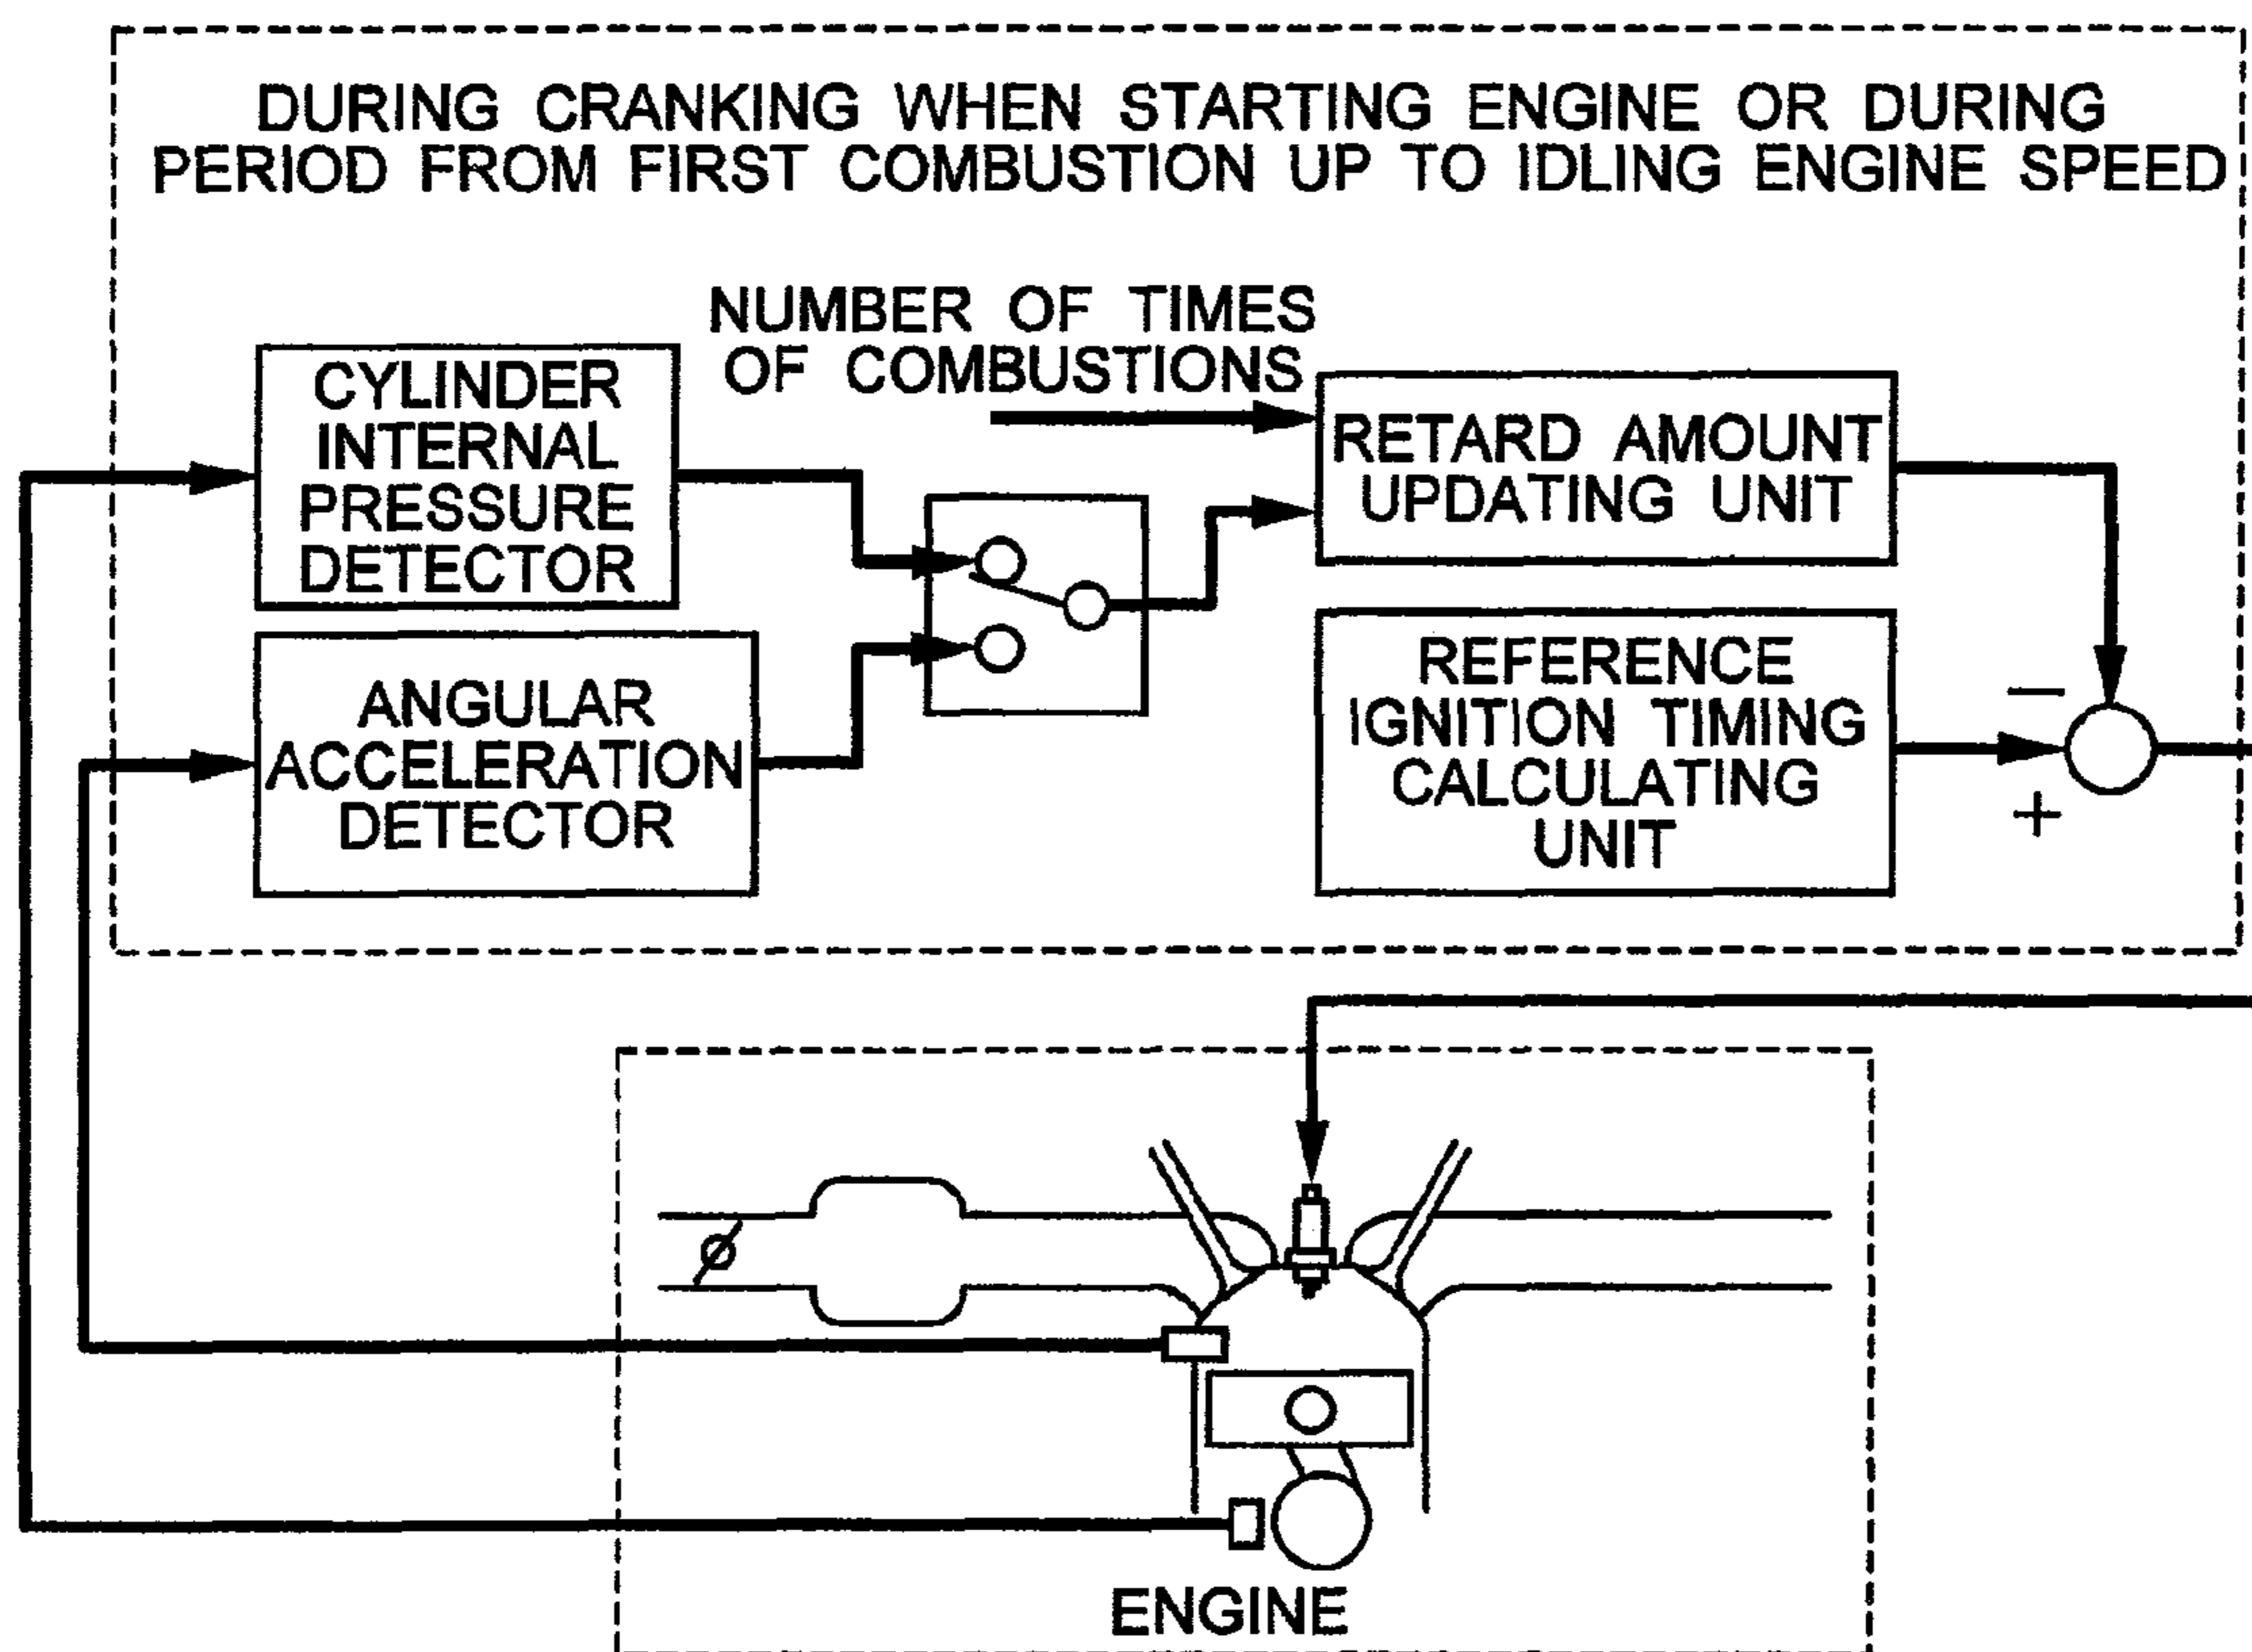 DURING CRANKING WHEN STARTING ENGINE OR DURING
PERIOD FROM FIRST COMBUSTION UP TO IDLING ENGINE SPEED
NUMBER OF TIMES
OF COMBUSTIONS
CYLINDER
INTERNAL
PRESSURE
DETECTOR
RETARD AMOUNT
UPDATING UNIT
ANGULAR
ACCELERATION
DETECTOR
REFERENCE
IGNITION TIMING
CALCULATING
UNIT
−
+
ENGINE